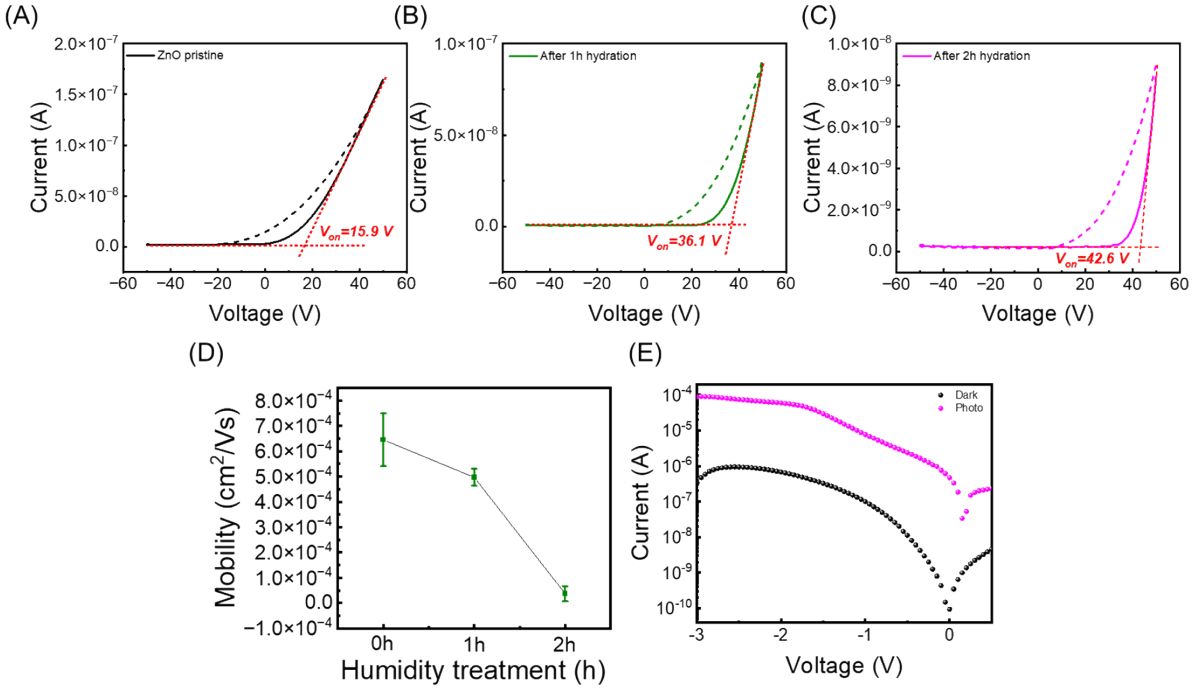 (A)
2.0×10⁻⁷
1.5×10⁻⁷
1.0×10⁻⁷
5.0×10⁻⁸
0.0
Current (A)
ZnO pristine
Vₒₙ=15.9 V
−60 −40 −20 0 20 40 60
Voltage (V)
(B)
1.0×10⁻⁷
5.0×10⁻⁸
0.0
Current (A)
After 1h hydration
Vₒₙ=36.1 V
−60 −40 −20 0 20 40 60
Voltage (V)
(C)
1.0×10⁻⁸
8.0×10⁻⁹
6.0×10⁻⁹
4.0×10⁻⁹
2.0×10⁻⁹
0.0
Current (A)
After 2h hydration
Vₒₙ=42.6 V
−60 −40 −20 0 20 40 60
Voltage (V)
(D)
8.0×10⁻⁴
7.0×10⁻⁴
6.0×10⁻⁴
5.0×10⁻⁴
4.0×10⁻⁴
3.0×10⁻⁴
2.0×10⁻⁴
1.0×10⁻⁴
0.0
−1.0×10⁻⁴
Mobility (cm²/Vs)
0h 1h 2h
Humidity treatment (h)
(E)
10⁻⁴
10⁻⁵
10⁻⁶
10⁻⁷
10⁻⁸
10⁻⁹
10⁻¹⁰
Current (A)
Dark
Photo
-3 -2 -1 0
Voltage (V)